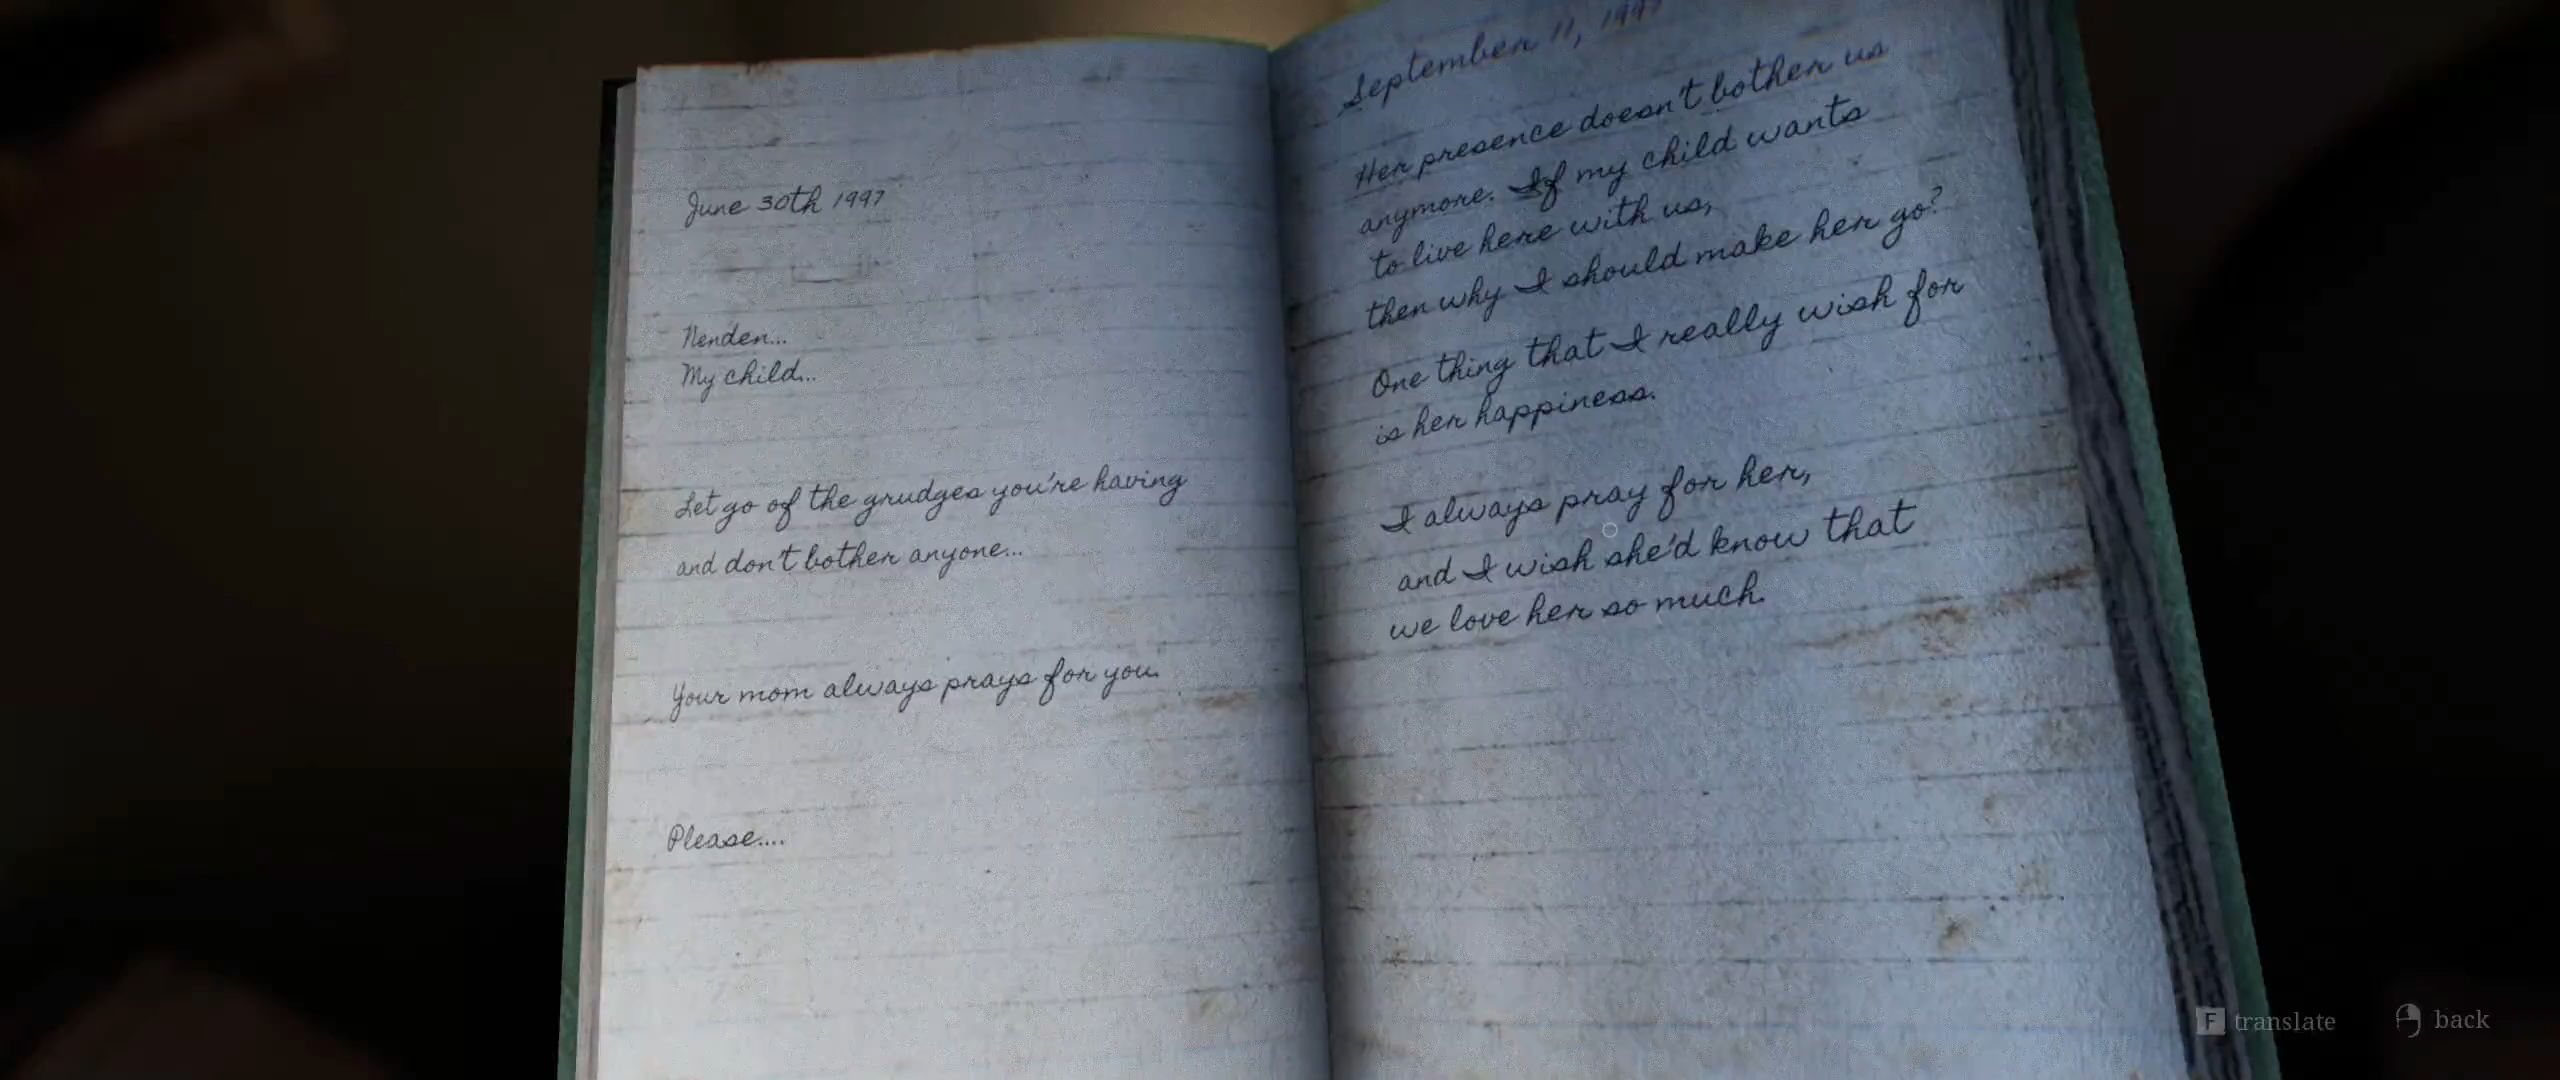 June 30th 1997
Nenden...
My child...
Let go of the grudges you're having
and don't bother anyone...
Your mom always prays for you.
Please....
September 11, 1997
Her presence doesn't bother us
anymore. If my child wants
to live here with us,
then why I should make her go?
One thing that I really wish for
is her happiness.
I always pray for her,
and I wish she'd know that
we love her so much.
F translate
back